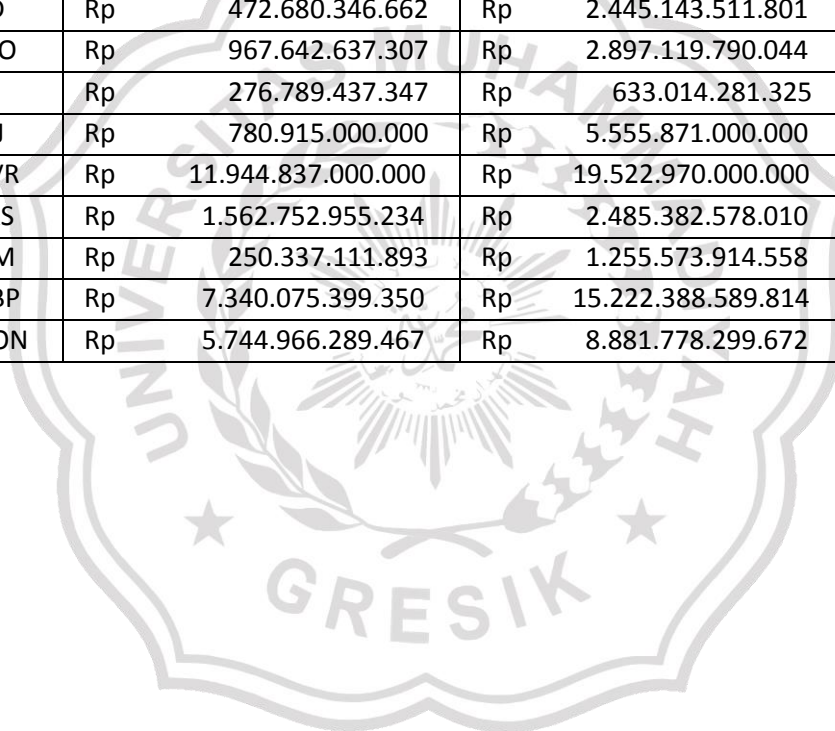 O Rp 472.680.346.662 Rp 2.445.143.511.801
O Rp 967.642.637.307 Rp 2.897.119.790.044
Rp 276.789.437.347 Rp 633.014.281.325
J Rp 780.915.000.000 Rp 5.555.871.000.000
VR Rp 11.944.837.000.000 Rp 19.522.970.000.000
S Rp 1.562.752.955.234 Rp 2.485.382.578.010
M Rp 250.337.111.893 Rp 1.255.573.914.558
BP Rp 7.340.075.399.350 Rp 15.222.388.589.814
ON Rp 5.744.966.289.467 Rp 8.881.778.299.672
UNIVERSITAS MUHAMMADIYAH
GRESIK